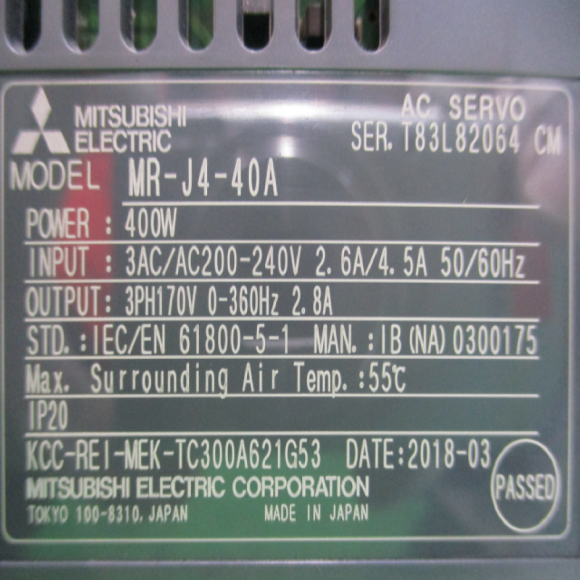 MITSUBISHI
ELECTRIC
AC SERVO
SER. T83L82064 CM
MODEL MR-J4-40A
POWER : 400W
INPUT : 3AC/AC200-240V 2.6A/4.5A 50/60Hz
OUTPUT: 3PH170V 0-360Hz 2.8A
STD. : IEC/EN 61800-5-1 MAN. : IB(NA)0300175
Max. Surrounding Air Temp. : 55℃
IP20
KCC-REI-MEK-TC300A621G53 DATE:2018-03
MITSUBISHI ELECTRIC CORPORATION
PASSED
TOKYO 100-8310, JAPAN MADE IN JAPAN